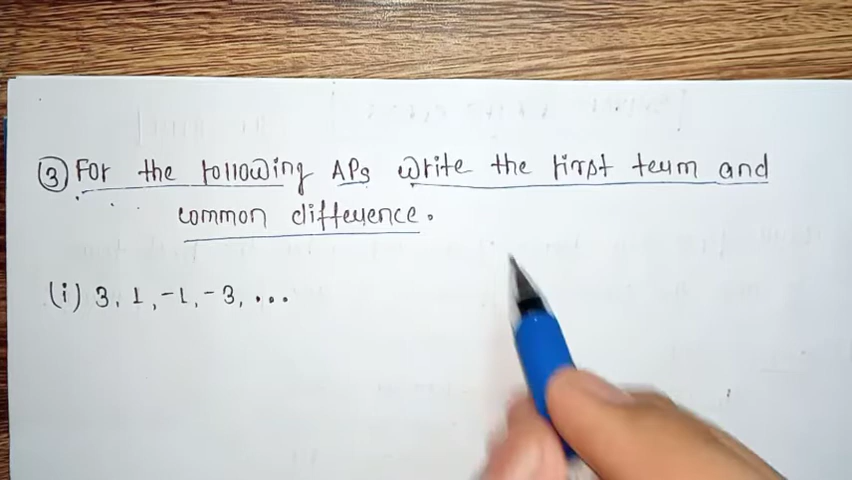 ③ For the following APs write the first term and
common difference.
(i) 3, 1, -1, -3, ...